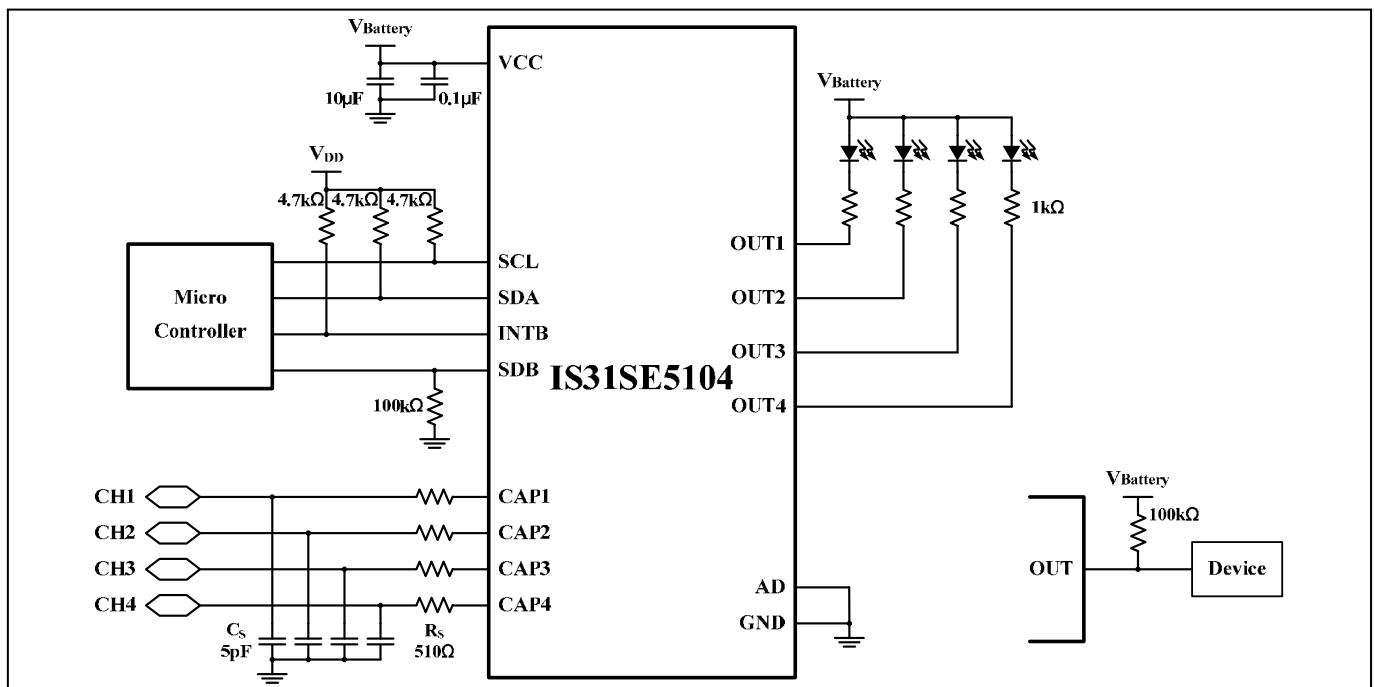 VBattery
VCC
10µF
0.1µF
VDD
4.7kΩ 4.7kΩ 4.7kΩ
Micro
Controller
SCL
SDA
INTB
SDB
100kΩ
IS31SE5104
VBattery
1kΩ
OUT1
OUT2
OUT3
OUT4
CH1
CH2
CH3
CH4
CAP1
CAP2
CAP3
CAP4
CS
5pF
RS
510Ω
AD
GND
VBattery
100kΩ
OUT
Device